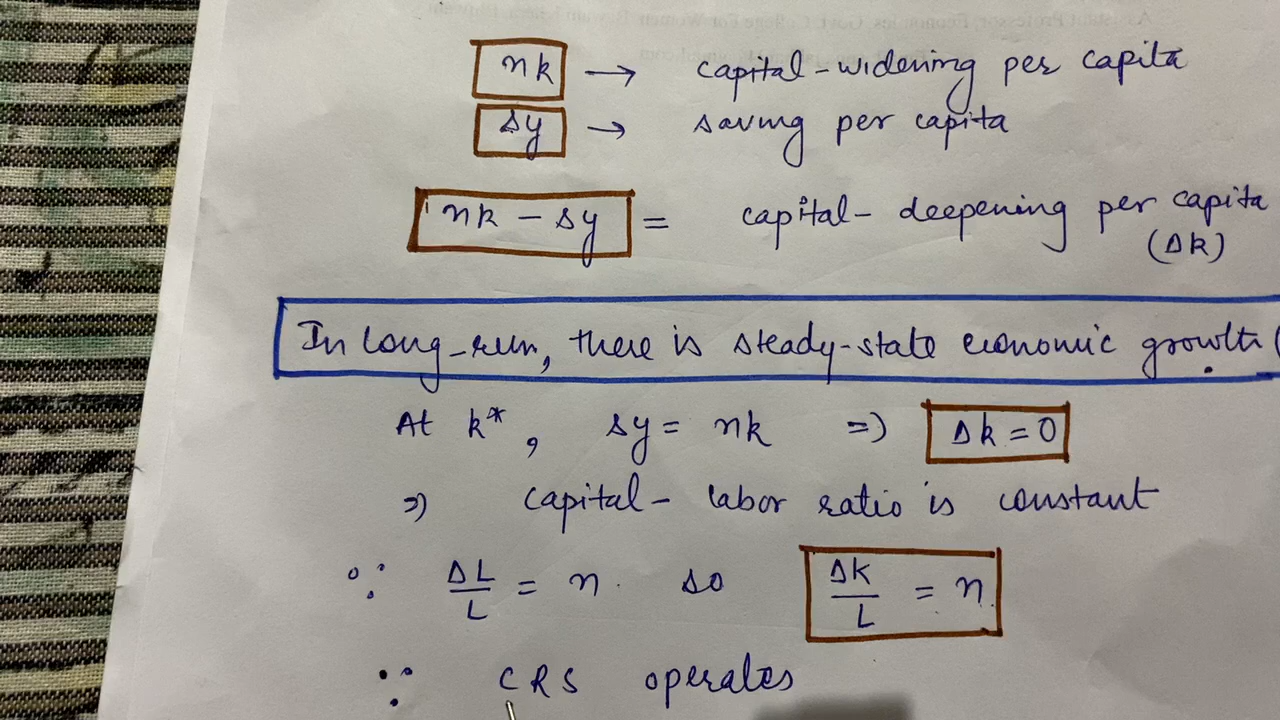 nk → capital-widening per capita
sy → saving per capita
nk - sy = capital-deepening per capita
(Δk)
In long-run, there is steady-state economic growth
At k*, sy = nk => Δk = 0
=> capital-labor ratio is constant
∵ ΔL/L = n. so ΔK/L = n.
∵ CRS operates